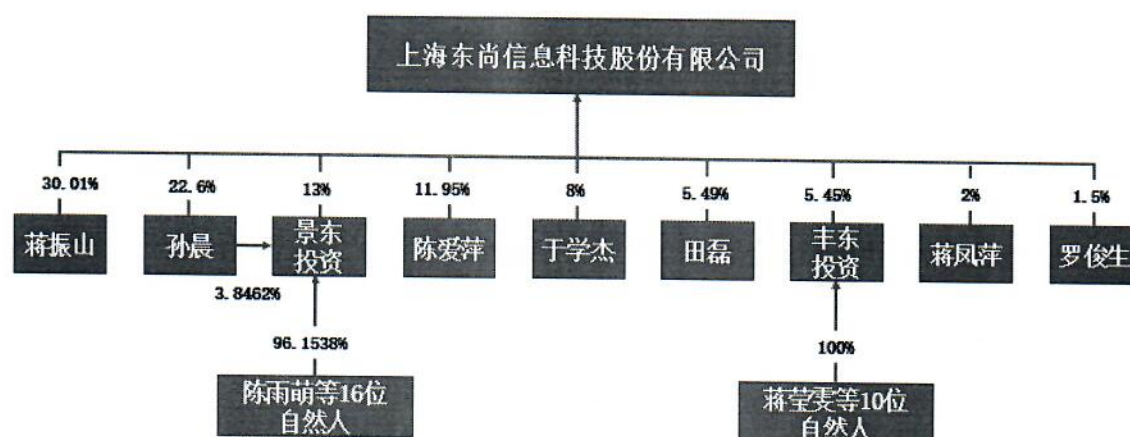 上海东尚信息科技股份有限公司
30.01%
22.6%
13%
11.95%
8%
5.49%
5.45%
2%
1.5%
蒋振山
孙晨
景东
投资
陈爱萍
于学杰
田磊
丰东
投资
蒋凤萍
罗俊生
3.8462%
96.1538%
100%
陈雨萌等16位
自然人
蒋莹雯等10位
自然人